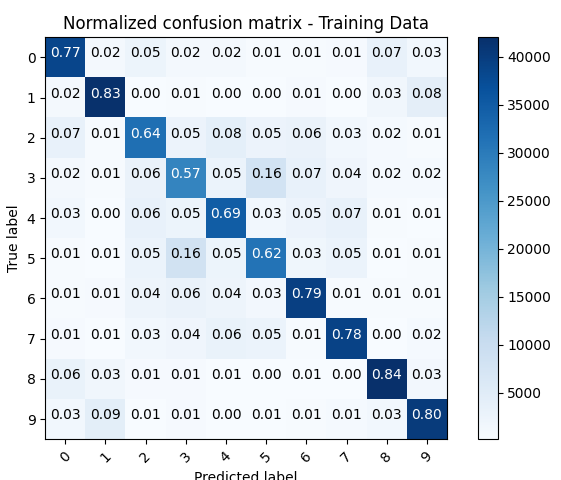 Normalized confusion matrix - Training Data
True label
0 0.77 0.02 0.05 0.02 0.02 0.01 0.01 0.01 0.07 0.03
1 0.02 0.83 0.00 0.01 0.00 0.00 0.01 0.00 0.03 0.08
2 0.07 0.01 0.64 0.05 0.08 0.05 0.06 0.03 0.02 0.01
3 0.02 0.01 0.06 0.57 0.05 0.16 0.07 0.04 0.02 0.02
4 0.03 0.00 0.06 0.05 0.69 0.03 0.05 0.07 0.01 0.01
5 0.01 0.01 0.05 0.16 0.05 0.62 0.03 0.05 0.01 0.01
6 0.01 0.01 0.04 0.06 0.04 0.03 0.79 0.01 0.01 0.01
7 0.01 0.01 0.03 0.04 0.06 0.05 0.01 0.78 0.00 0.02
8 0.06 0.03 0.01 0.01 0.01 0.00 0.01 0.00 0.84 0.03
9 0.03 0.09 0.01 0.01 0.00 0.01 0.01 0.01 0.03 0.80
0 1 2 3 4 5 6 7 8 9
Predicted label
40000
35000
30000
25000
20000
15000
10000
5000